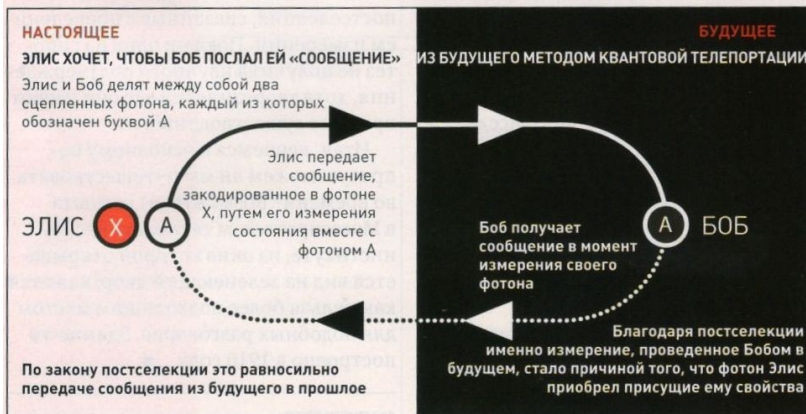 НАСТОЯЩЕЕ
БУДУЩЕЕ
ЭЛИС ХОЧЕТ, ЧТОБЫ БОБ ПОСЛАЛ ЕЙ «СООБЩЕНИЕ» ИЗ БУДУЩЕГО МЕТОДОМ КВАНТОВОЙ ТЕЛЕПОРТАЦИИ
Элис и Боб делят между собой два
сцепленных фотона, каждый из которых
обозначен буквой А
Элис передает
сообщение,
закодированное в фотоне
Х, путем его измерения
состояния вместе с
фотоном А
ЭЛИС Х А
Боб получает
сообщение в момент
измерения своего
фотона
А БОБ
По закону постселекции это равносильно
передаче сообщения из будущего в прошлое
Благодаря постселекции
именно измерение, проведенное Бобом в
будущем, стало причиной того, что фотон Элис
приобрел присущие ему свойства